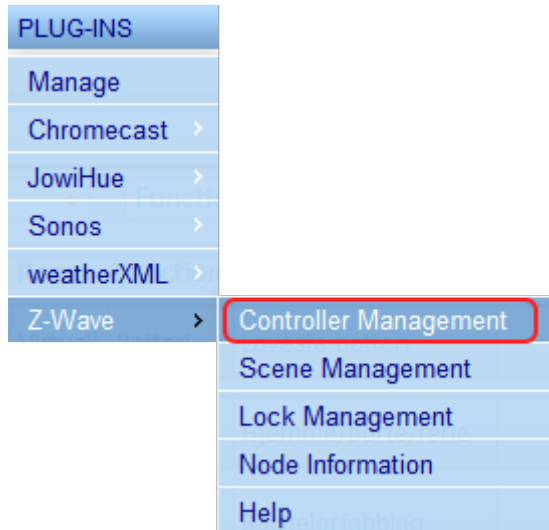 PLUG-INS
Manage
Chromecast
JowiHue
Sonos
weatherXML
Z-Wave
Controller Management
Scene Management
Lock Management
Node Information
Help